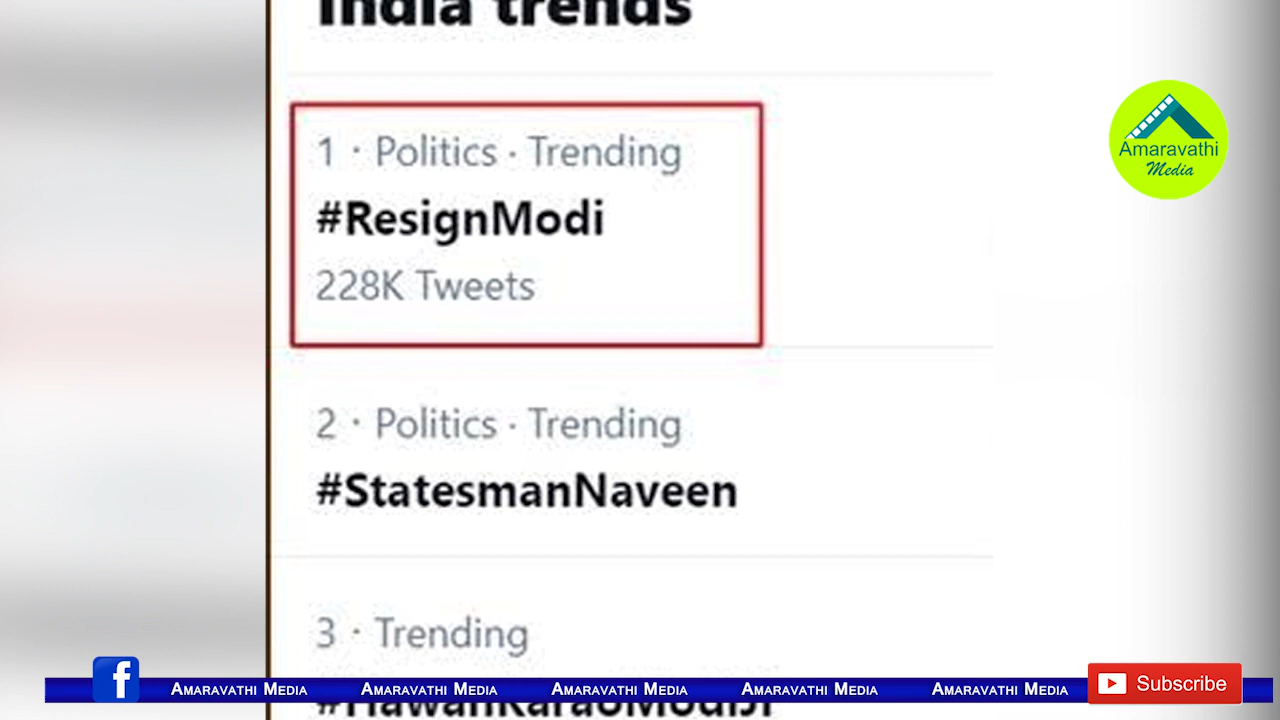 India trends
1 · Politics · Trending
#ResignModi
228K Tweets
2 · Politics · Trending
#StatesmanNaveen
3 · Trending
#HawanKaraoModiJi
Amaravathi
Media
f
Amaravathi Media Amaravathi Media Amaravathi Media Amaravathi Media Amaravathi Media
Subscribe